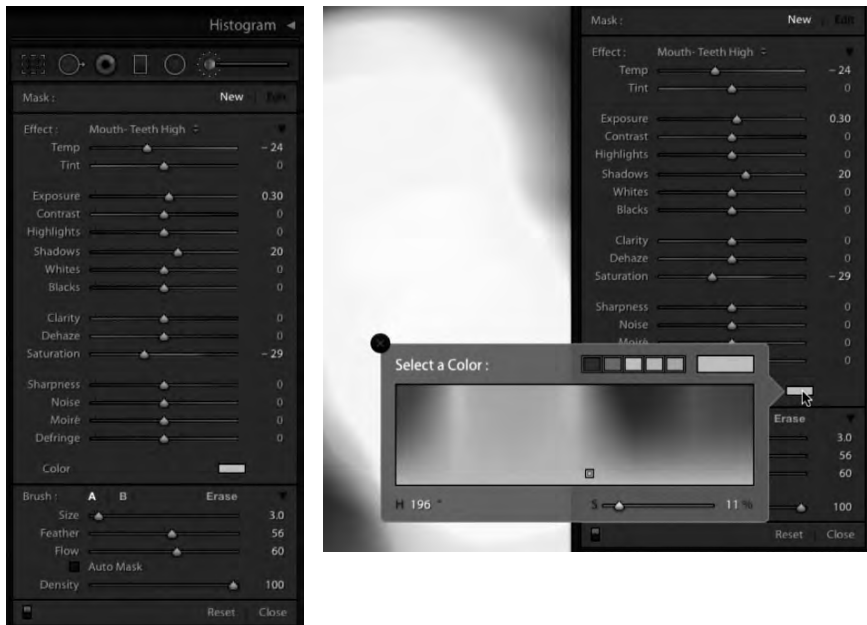 Histogram
Mask : New Edit
Effect : Mouth- Teeth High
Temp – 24
Tint 0
Exposure 0.30
Contrast 0
Highlights 0
Shadows 20
Whites 0
Blacks 0
Clarity 0
Dehaze 0
Saturation – 29
Sharpness 0
Noise 0
Moirè 0
Defringe 0
Color
Brush : A B Erase
Size 3.0
Feather 56
Flow 60
Auto Mask
Density 100
Reset Close
Mask : New Edit
Effect : Mouth- Teeth High
Temp – 24
Tint 0
Exposure 0.30
Contrast 0
Highlights 0
Shadows 20
Whites 0
Blacks 0
Clarity 0
Dehaze 0
Saturation – 29
Sharpness 0
Noise 0
Moirè 0
0
Select a Color :
H 196 °
S 11 %
Erase
3.0
56
60
100
Reset Close